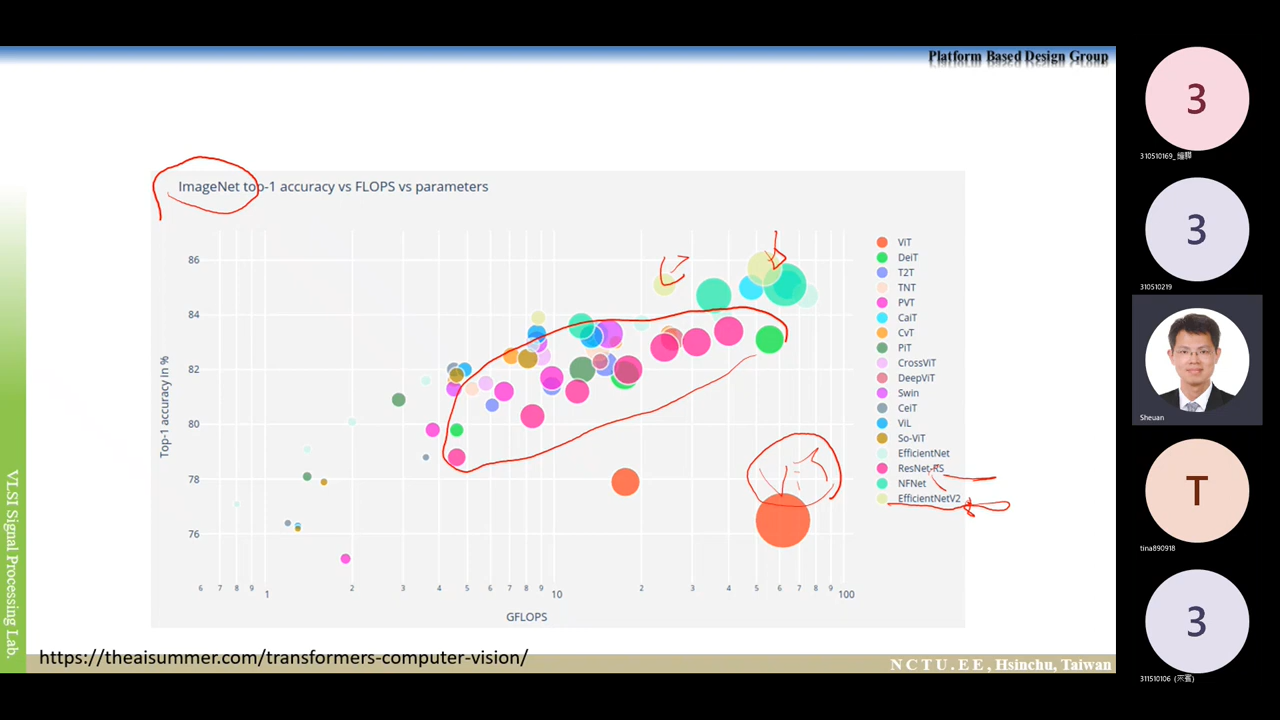 Platform Based Design Group
ImageNet top-1 accuracy vs FLOPS vs parameters
86
84
82
80
78
76
Top-1 accuracy in %
6 7 8 9 1 2 3 4 5 6 7 8 9 10 2 3 4 5 6 7 8 9 100
GFLOPS
ViT
DeiT
T2T
TNT
PVT
CaiT
CvT
PiT
CrossViT
DeepViT
Swin
CeiT
ViL
So-ViT
EfficientNet
ResNet-RS
NFNet
EfficientNetV2
VLSI Signal Processing Lab.
https://theaisummer.com/transformers-computer-vision/
N C T U . E E , Hsinchu, Taiwan
3
310510169_
3
310510219
Sheuan
T
tina890918
3
311510106